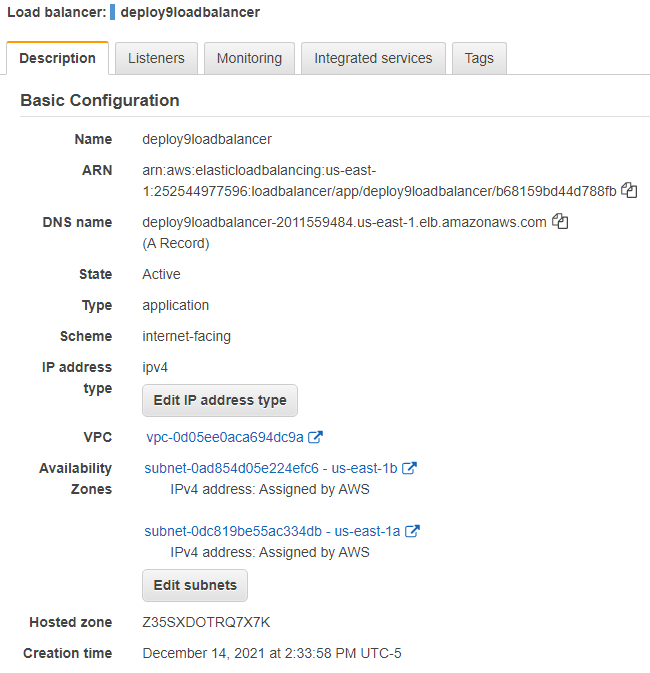 Load balancer: deploy9loadbalancer
Description Listeners Monitoring Integrated services Tags
Basic Configuration
Name deploy9loadbalancer
ARN arn:aws:elasticloadbalancing:us-east-
1:252544977596:loadbalancer/app/deploy9loadbalancer/b68159bd44d788fb
DNS name deploy9loadbalancer-2011559484.us-east-1.elb.amazonaws.com
(A Record)
State Active
Type application
Scheme internet-facing
IP address ipv4
type
Edit IP address type
VPC vpc-0d05ee0aca694dc9a
Availability subnet-0ad854d05e224efc6 - us-east-1b
Zones IPv4 address: Assigned by AWS
subnet-0dc819be55ac334db - us-east-1a
IPv4 address: Assigned by AWS
Edit subnets
Hosted zone Z35SXDOTRQ7X7K
Creation time December 14, 2021 at 2:33:58 PM UTC-5